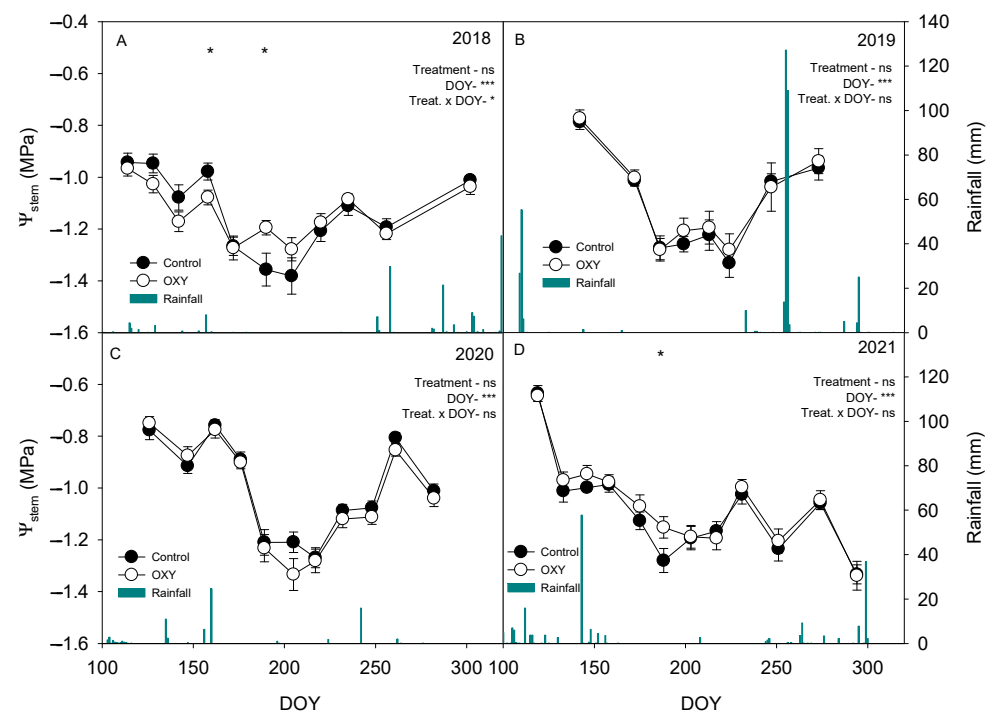 −0.4
−0.6
−0.8
−1.0
−1.2
−1.4
−1.6
Ψstem (MPa)
A
2018
* *
Treatment - ns
DOY- ***
Treat. x DOY- *
Control
OXY
Rainfall
B
2019
Treatment - ns
DOY- ***
Treat. x DOY- ns
Control
OXY
Rainfall
140
120
100
80
60
40
20
0
Rainfall (mm)
−0.6
−0.8
−1.0
−1.2
−1.4
−1.6
Ψstem (MPa)
C
2020
Treatment - ns
DOY- ***
Treat. x DOY- ns
Control
OXY
Rainfall
100 150 200 250 300
DOY
D
2021
*
Treatment - ns
DOY- ***
Treat. x DOY- ns
Control
OXY
Rainfall
120
100
80
60
40
20
0
Rainfall (mm)
100 150 200 250 300
DOY